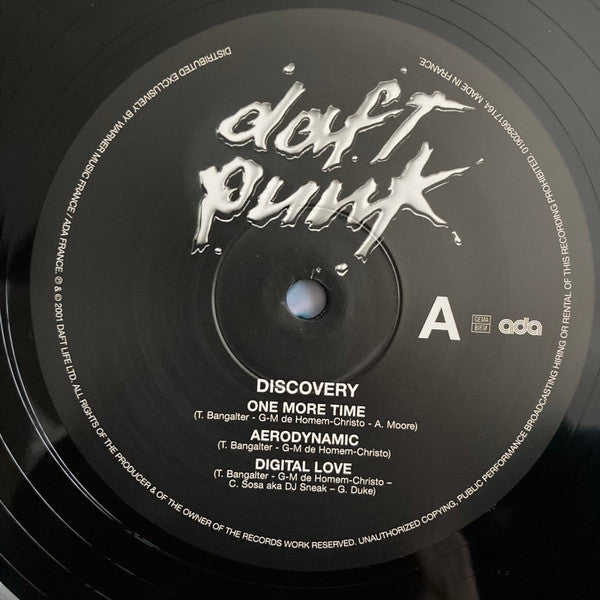 daft
punk
A
GEMA
BIEM
ada
DISCOVERY
ONE MORE TIME
(T. Bangalter - G-M de Homem-Christo - A. Moore)
AERODYNAMIC
(T. Bangalter - G-M de Homem-Christo)
DIGITAL LOVE
(T. Bangalter - G-M de Homem-Christo –
C. Sosa aka DJ Sneak – G. Duke)
℗ & © 2001 DAFT LIFE LTD. ALL RIGHTS OF THE PRODUCER & OF THE OWNER OF THE RECORDS WORK RESERVED. UNAUTHORIZED COPYING, PUBLIC PERFORMANCE BROADCASTING HIRING OR RENTAL OF THIS RECORDING PROHIBITED 0190296617164. MADE IN FRANCE.
DISTRIBUTED EXCLUSIVELY BY WARNER MUSIC FRANCE / ADA FRANCE.